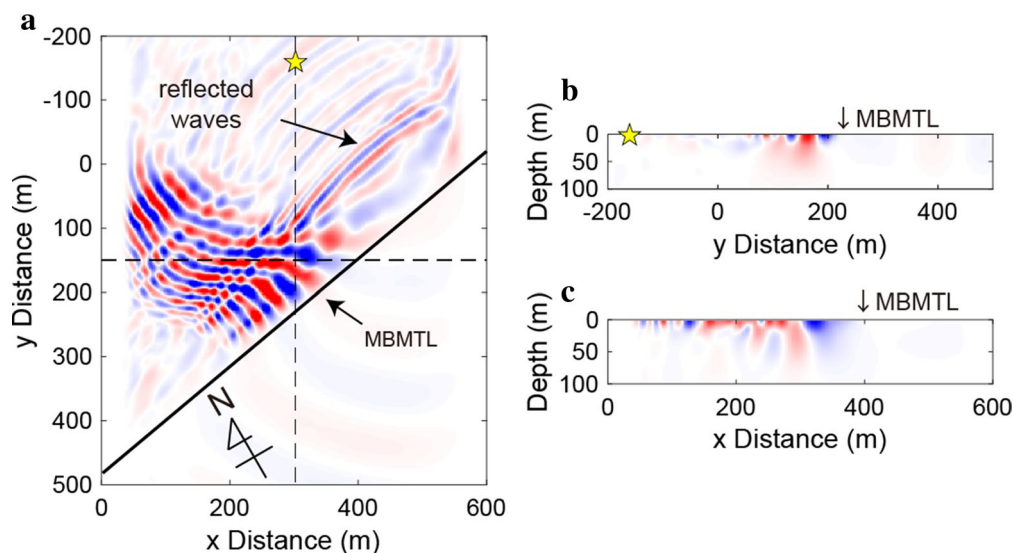 a
-200
-100
0
100
200
300
400
500
y Distance (m)
reflected
waves
MBMTL
N
0
200
400
600
x Distance (m)
b
↓ MBMTL
Depth (m)
0
50
100
-200
0
200
400
y Distance (m)
c
↓ MBMTL
Depth (m)
0
50
100
0
200
400
600
x Distance (m)